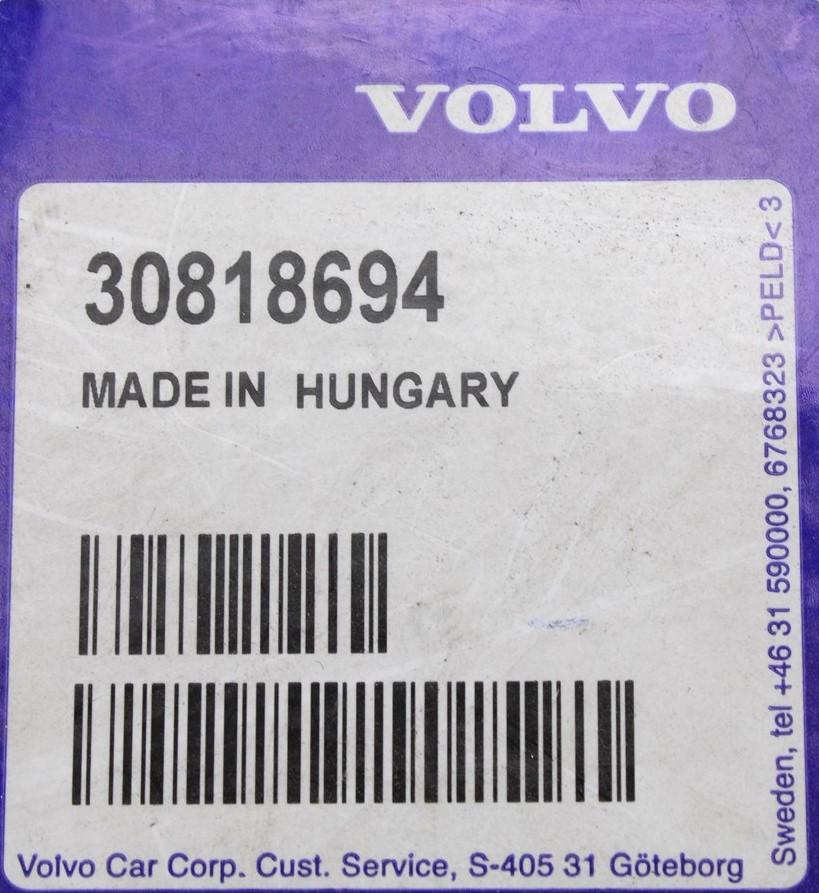 VOLVO
30818694
MADE IN HUNGARY
Volvo Car Corp. Cust. Service, S-405 31 Göteborg
Sweden, tel +46 31 590000, 6768323 >PELD< 3